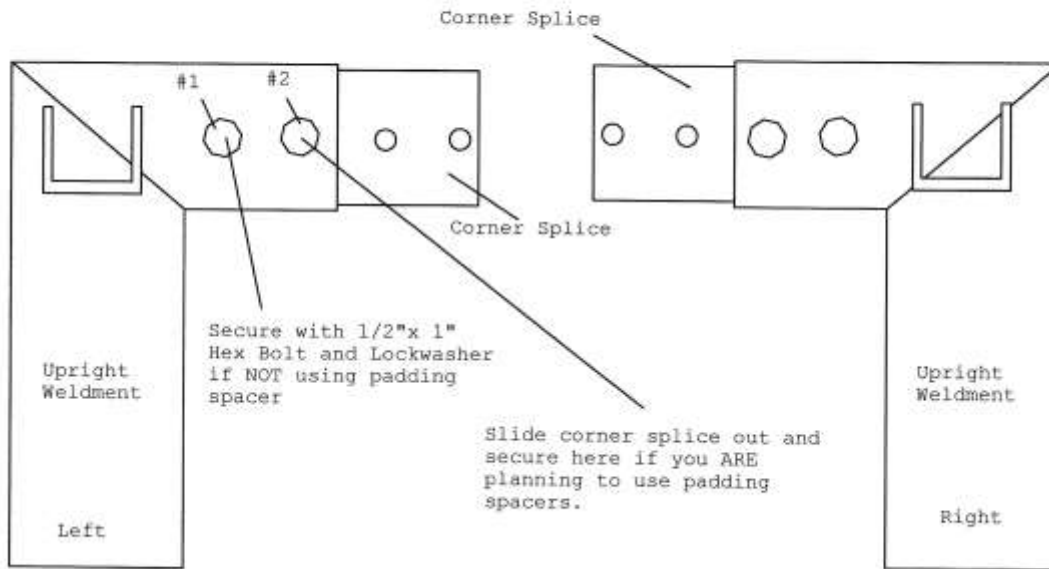 Corner Splice
#1
#2
Corner Splice
Secure with 1/2"x 1"
Hex Bolt and Lockwasher
if NOT using padding
spacer
Upright
Weldment
Upright
Weldment
Slide corner splice out and
secure here if you ARE
planning to use padding
spacers.
Left
Right